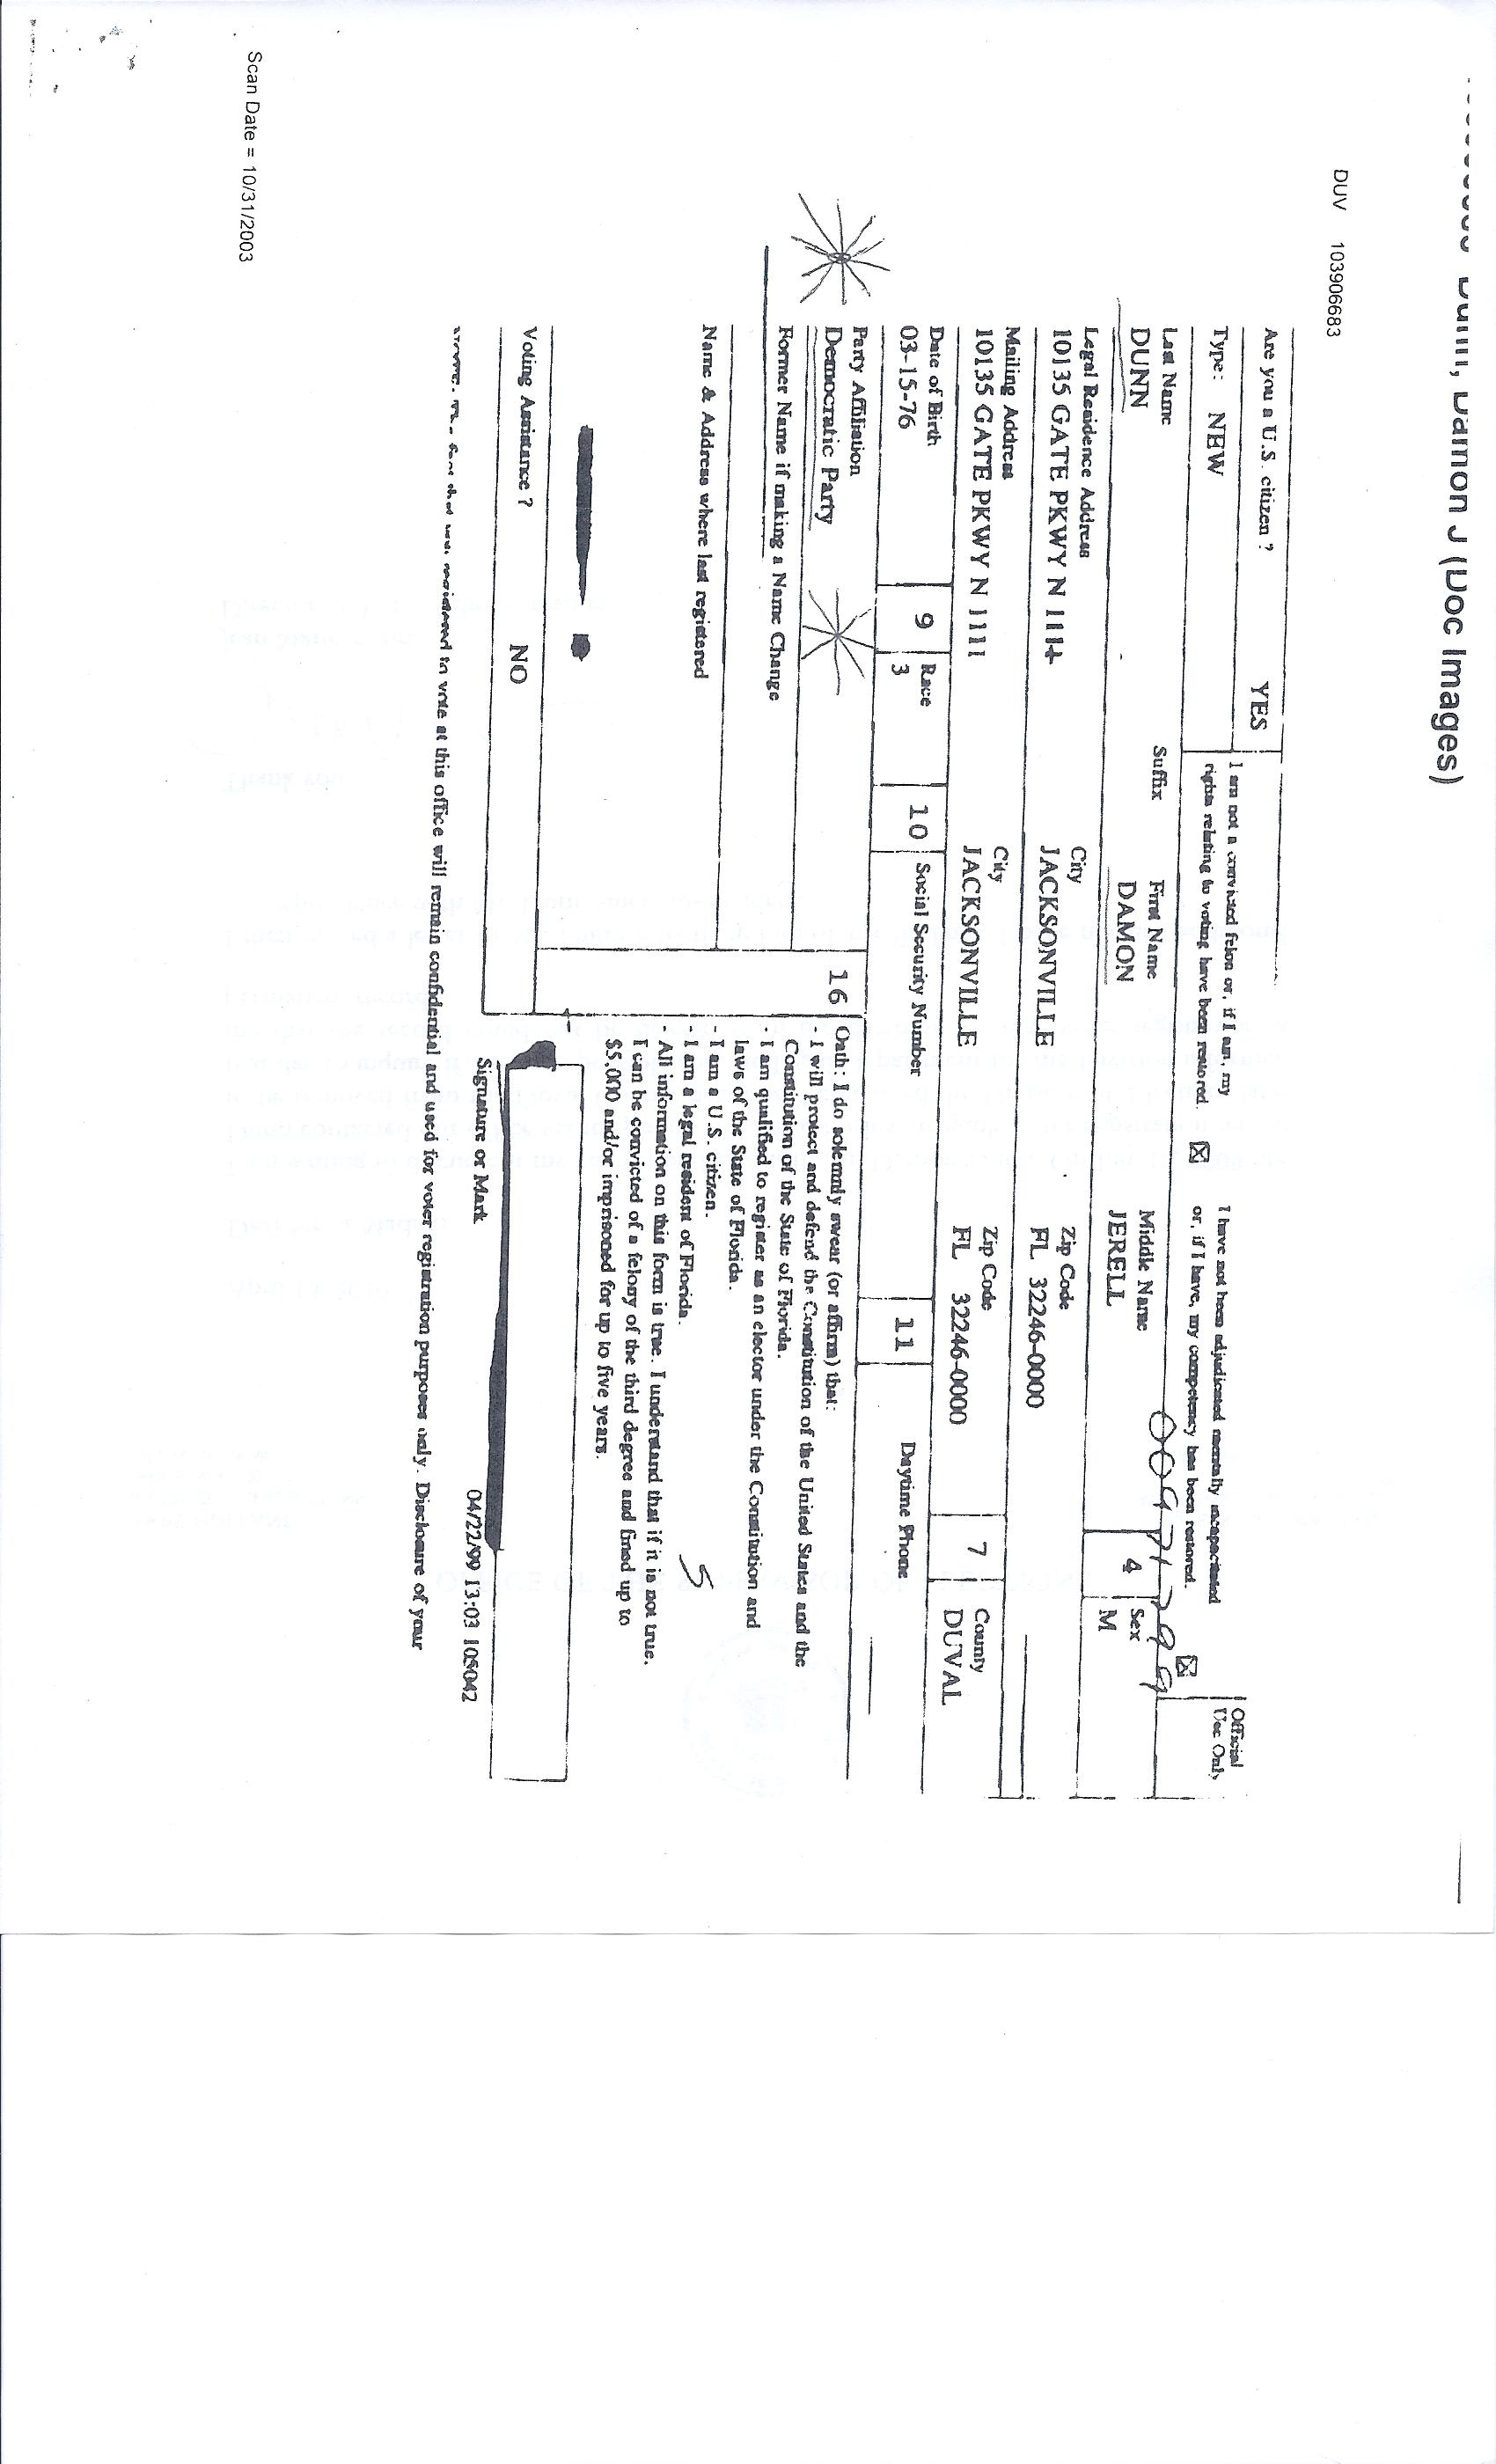 Dunn, Damon J (Doc Images)
DUV 103906683
Are you a U.S. citizen ? YES
I am not a convicted felon or, if I am, my
rights relating to voting have been restored. ☒
I have not been adjudicated mentally incapacitated
or, if I have, my competency has been restored. ☒
Official
Use Only
Type: NEW
Last Name Suffix First Name Middle Name 4 Sex
DUNN DAMON JERELL M
Legal Residence Address City Zip Code
10135 GATE PKWY N 111+ JACKSONVILLE FL 32246-0000
Mailing Address City Zip Code 7 County
10135 GATE PKWY N 1111 JACKSONVILLE FL 32246-0000 DUVAL
Date of Birth 9 Race 10 Social Security Number 11 Daytime Phone
03-15-76 3
Party Affiliation
Democratic Party
Former Name if making a Name Change
Name & Address where last registered
16 Oath: I do solemnly swear (or affirm) that:
- I will protect and defend the Constitution of the United States and the
Constitution of the State of Florida.
- I am qualified to register as an elector under the Constitution and
laws of the State of Florida.
- I am a U.S. citizen.
- I am a legal resident of Florida.
- All information on this form is true. I understand that if it is not true,
I can be convicted of a felony of the third degree and fined up to
$5,000 and/or imprisoned for up to five years.
5
Voting Assistance ? NO
Signature or Mark 04/22/99 13:03 105042
registered to vote at this office will remain confidential and used for voter registration purposes only. Disclosure of your
Scan Date = 10/31/2003